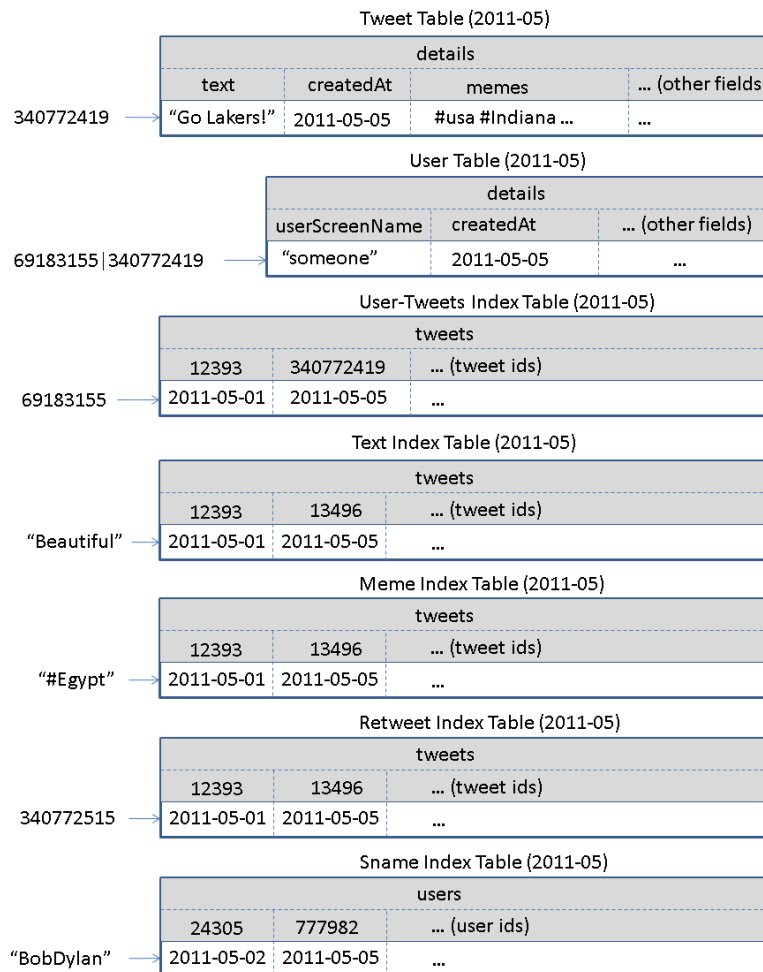 Tweet Table (2011-05)
details
text createdAt memes ... (other fields
340772419 “Go Lakers!” 2011-05-05 #usa #Indiana ... ...
User Table (2011-05)
details
userScreenName createdAt ... (other fields)
69183155|340772419 “someone” 2011-05-05 ...
User-Tweets Index Table (2011-05)
tweets
12393 340772419 ... (tweet ids)
69183155 2011-05-01 2011-05-05 ...
Text Index Table (2011-05)
tweets
12393 13496 ... (tweet ids)
“Beautiful” 2011-05-01 2011-05-05 ...
Meme Index Table (2011-05)
tweets
12393 13496 ... (tweet ids)
“#Egypt” 2011-05-01 2011-05-05 ...
Retweet Index Table (2011-05)
tweets
12393 13496 ... (tweet ids)
340772515 2011-05-01 2011-05-05 ...
Sname Index Table (2011-05)
users
24305 777982 ... (user ids)
“BobDylan” 2011-05-02 2011-05-05 ...